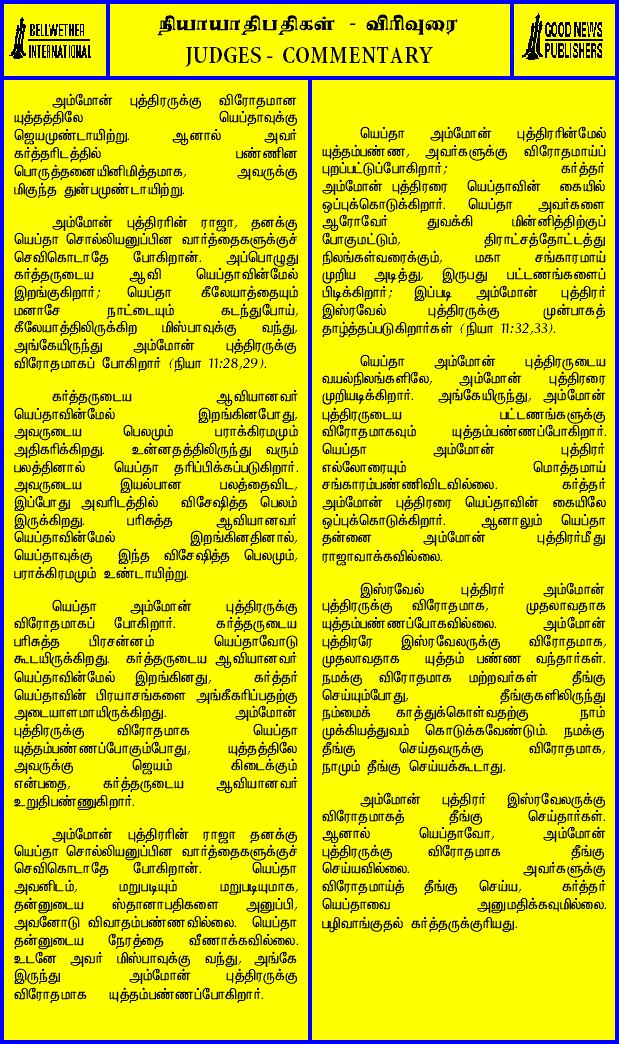 BELLWETHER
INTERNATIONAL
நியாயாதிபதிகள் - விரிவுரை
JUDGES - COMMENTARY
GOOD NEWS
PUBLISHERS
அம்மோன் புத்திரருக்கு விரோதமான
யுத்தத்திலே யெப்தாவுக்கு
ஜெயமுண்டாயிற்று. ஆனால் அவர்
கர்த்தரிடத்தில் பண்ணின
பொருத்தனையினிமித்தமாக, அவருக்கு
மிகுந்த துன்பமுண்டாயிற்று.
அம்மோன் புத்திரரின் ராஜா, தனக்கு
யெப்தா சொல்லியனுப்பின வார்த்தைகளுக்குச்
செவிகொடாதே போகிறான். அப்பொழுது
கர்த்தருடைய ஆவி யெப்தாவின்மேல்
இறங்குகிறார்; யெப்தா கீலேயாத்தையும்
மனாசே நாட்டையும் கடந்துபோய்,
கீலேயாத்திலிருக்கிற மிஸ்பாவுக்கு வந்து,
அங்கேயிருந்து அம்மோன் புத்திரருக்கு
விரோதமாகப் போகிறார் (நியா 11:28,29).
கர்த்தருடைய ஆவியானவர்
யெப்தாவின்மேல் இறங்கினபோது,
அவருடைய பெலமும் பராக்கிரமமும்
அதிகரிக்கிறது. உன்னதத்திலிருந்து வரும்
பலத்தினால் யெப்தா தரிப்பிக்கப்படுகிறார்.
அவருடைய இயல்பான பலத்தைவிட,
இப்போது அவரிடத்தில் விசேஷித்த பெலம்
இருக்கிறது. பரிசுத்த ஆவியானவர்
யெப்தாவின்மேல் இறங்கினதினால்,
யெப்தாவுக்கு இந்த விசேஷித்த பெலமும்,
பராக்கிரமமும் உண்டாயிற்று.
யெப்தா அம்மோன் புத்திரருக்கு
விரோதமாகப் போகிறார். கர்த்தருடைய
பரிசுத்த பிரசன்னம் யெப்தாவோடு
கூடயிருக்கிறது. கர்த்தருடைய ஆவியானவர்
யெப்தாவின்மேல் இறங்கினது, கர்த்தர்
யெப்தாவின் பிரயாசங்களை அங்கீகரிப்பதற்கு
அடையாளமாயிருக்கிறது. அம்மோன்
புத்திரருக்கு விரோதமாக யெப்தா
யுத்தம்பண்ணப்போகும்போது, யுத்தத்திலே
அவருக்கு ஜெயம் கிடைக்கும்
என்பதை, கர்த்தருடைய ஆவியானவர்
உறுதிபண்ணுகிறார்.
அம்மோன் புத்திரரின் ராஜா தனக்கு
யெப்தா சொல்லியனுப்பின வார்த்தைகளுக்குச்
செவிகொடாதே போகிறான். யெப்தா
அவனிடம், மறுபடியும் மறுபடியுமாக,
தன்னுடைய ஸ்தானாபதிகளை அனுப்பி,
அவனோடு விவாதம்பண்ணவில்லை. யெப்தா
தன்னுடைய நேரத்தை வீணாக்கவில்லை.
உடனே அவர் மிஸ்பாவுக்கு வந்து, அங்கே
இருந்து அம்மோன் புத்திரருக்கு
விரோதமாக யுத்தம்பண்ணப்போகிறார்.
யெப்தா அம்மோன் புத்திரரின்மேல்
யுத்தம்பண்ண, அவர்களுக்கு விரோதமாய்ப்
புறப்பட்டுப்போகிறார்; கர்த்தர்
அம்மோன் புத்திரரை யெப்தாவின் கையில்
ஒப்புக்கொடுக்கிறார். யெப்தா அவர்களை
ஆரோவேர் துவக்கி மின்னித்திற்குப்
போகுமட்டும், திராட்சத்தோட்டத்து
நிலங்கள்வரைக்கும், மகா சங்காரமாய்
முறிய அடித்து, இருபது பட்டணங்களைப்
பிடிக்கிறார்; இப்படி அம்மோன் புத்திரர்
இஸ்ரவேல் புத்திரருக்கு முன்பாகத்
தாழ்த்தப்படுகிறார்கள் (நியா 11:32,33).
யெப்தா அம்மோன் புத்திரருடைய
வயல்நிலங்களிலே, அம்மோன் புத்திரரை
முறியடிக்கிறார். அங்கேயிருந்து, அம்மோன்
புத்திரருடைய பட்டணங்களுக்கு
விரோதமாகவும் யுத்தம்பண்ணப்போகிறார்.
யெப்தா அம்மோன் புத்திரர்
எல்லோரையும் மொத்தமாய்
சங்காரம்பண்ணிவிடவில்லை. கர்த்தர்
அம்மோன் புத்திரரை யெப்தாவின் கையிலே
ஒப்புக்கொடுக்கிறார். ஆனாலும் யெப்தா
தன்னை அம்மோன் புத்திரர்மீது
ராஜாவாக்கவில்லை.
இஸ்ரவேல் புத்திரர் அம்மோன்
புத்திரருக்கு விரோதமாக, முதலாவதாக
யுத்தம்பண்ணப்போகவில்லை. அம்மோன்
புத்திரரே இஸ்ரவேலருக்கு விரோதமாக,
முதலாவதாக யுத்தம் பண்ண வந்தார்கள்.
நமக்கு விரோதமாக மற்றவர்கள் தீங்கு
செய்யும்போது, தீங்குகளிலிருந்து
நம்மைக் காத்துக்கொள்வதற்கு நாம்
முக்கியத்துவம் கொடுக்கவேண்டும். நமக்கு
தீங்கு செய்தவருக்கு விரோதமாக,
நாமும் தீங்கு செய்யக்கூடாது.
அம்மோன் புத்திரர் இஸ்ரவேலருக்கு
விரோதமாகத் தீங்கு செய்தார்கள்.
ஆனால் யெப்தாவோ, அம்மோன்
புத்திரருக்கு விரோதமாக தீங்கு
செய்யவில்லை. அவர்களுக்கு
விரோதமாய்த் தீங்கு செய்ய, கர்த்தர்
யெப்தாவை அனுமதிக்கவுமில்லை.
பழிவாங்குதல் கர்த்தருக்குரியது.